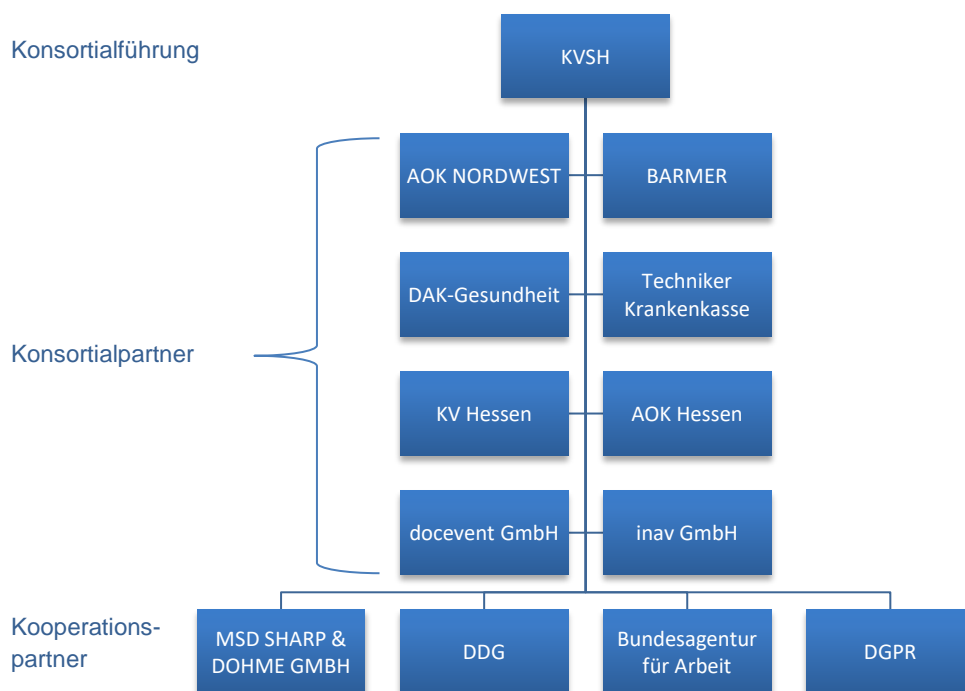 Konsortialführung
KVSH
AOK NORDWEST
BARMER
DAK-Gesundheit
Techniker
Krankenkasse
Konsortialpartner
KV Hessen
AOK Hessen
docevent GmbH
inav GmbH
Kooperations-
partner
MSD SHARP &
DOHME GMBH
DDG
Bundesagentur
für Arbeit
DGPR